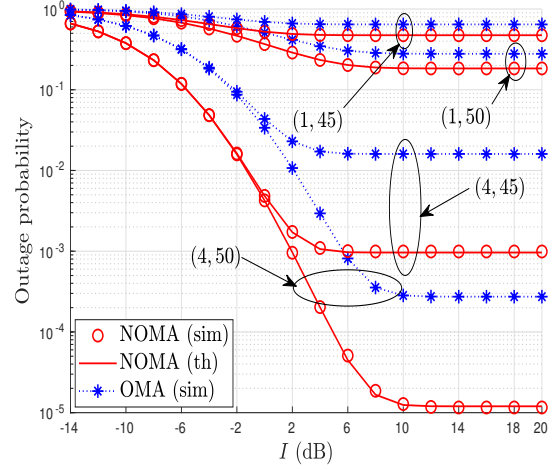 10^0
10^-1
10^-2
10^-3
10^-4
10^-5
Outage probability
(1, 45)
(1, 50)
(4, 45)
(4, 50)
NOMA (sim)
NOMA (th)
OMA (sim)
-14 -10 -6 -2 2 6 10 14 18 20
I (dB)